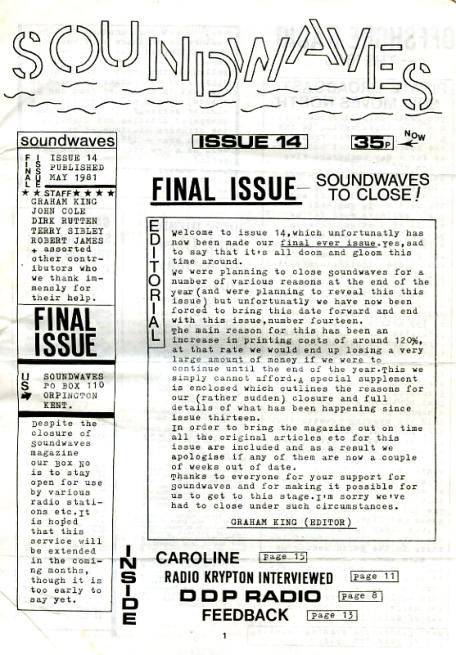 SOUNDWAVES
ISSUE 14
35P NOW
soundwaves
FINAL ISSUE
ISSUE 14
PUBLISHED
MAY 1981
★ ★ STAFF ★ ★ ★ ★
GRAHAM KING
JOHN COLE
DIRK RUTTEN
TERRY SIBLEY
ROBERT JAMES
+ assorted
other contr-
ibutors who
we thank im-
mensly for
their help.
FINAL
ISSUE
US
SOUNDWAVES
PO BOX 110
ORPINGTON
KENT.
Despite the
closure of
soundwaves
magazine
our BOX NO
is to stay
open for use
by various
radio stati-
ons etc.It
is hoped
that this
service will
be extended
in the comi-
ng months,
though it is
too early to
say yet.
FINAL ISSUE – SOUNDWAVES
TO CLOSE!
EDITORIAL
Welcome to issue 14,which unfortunatly has
now been made our final ever issue.Yes,sad
to say that it's all doom and gloom this
time around.
We were planning to close soundwaves for a
number of various reasons at the end of the
year(and were planning to reveal this in this
issue) but unfortunatly we have now been
forced to bring this date forward and end
with this issue,number fourteen.
The main reason for this has been an
increase in printing costs of around 120%,
at that rate we would end up losing a very
large amount of money if we were to
continue until the end of the year.This we
simply cannot afford.A special supplement
is enclosed which outlines the reasons for
our (rather sudden) closure and full
details of what has been happening since
issue thirteen.
In order to bring the magazine out on time
all the original articles etc for this
issue are included and as a result we
apologise if any of them are now a couple
of weeks out of date.
Thanks to everyone for your support for
soundwaves and for making it possible for
us to get to this stage.I'm sorry we've
had to close under such circumstances.
GRAHAM KING (EDITOR)
INSIDE
CAROLINE page 15
RADIO KRYPTON INTERVIEWED page 11
DDP RADIO page 8
FEEDBACK page 13
1